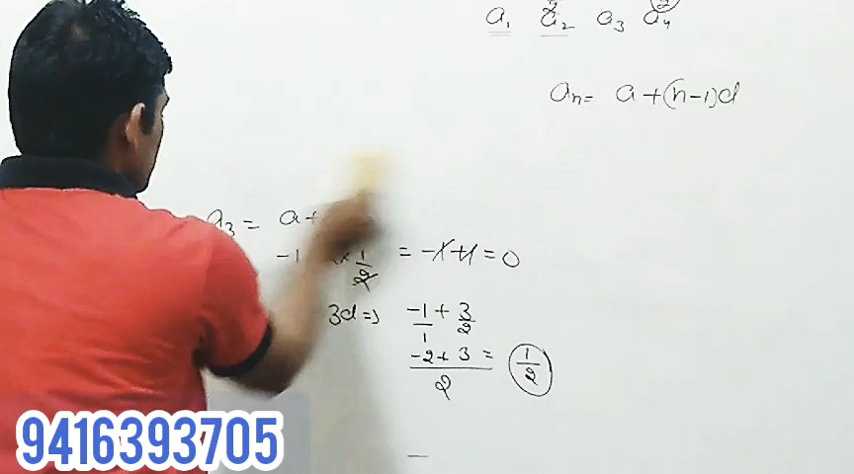 a₁ a₂ a₃ a₄
aₙ = a + (n-1)d
a₃ = a +
-1 × 1/2 = -1 + 1 = 0
3d => -1/1 + 3/2
-2 + 3 / 2 = 1/2
9416393705